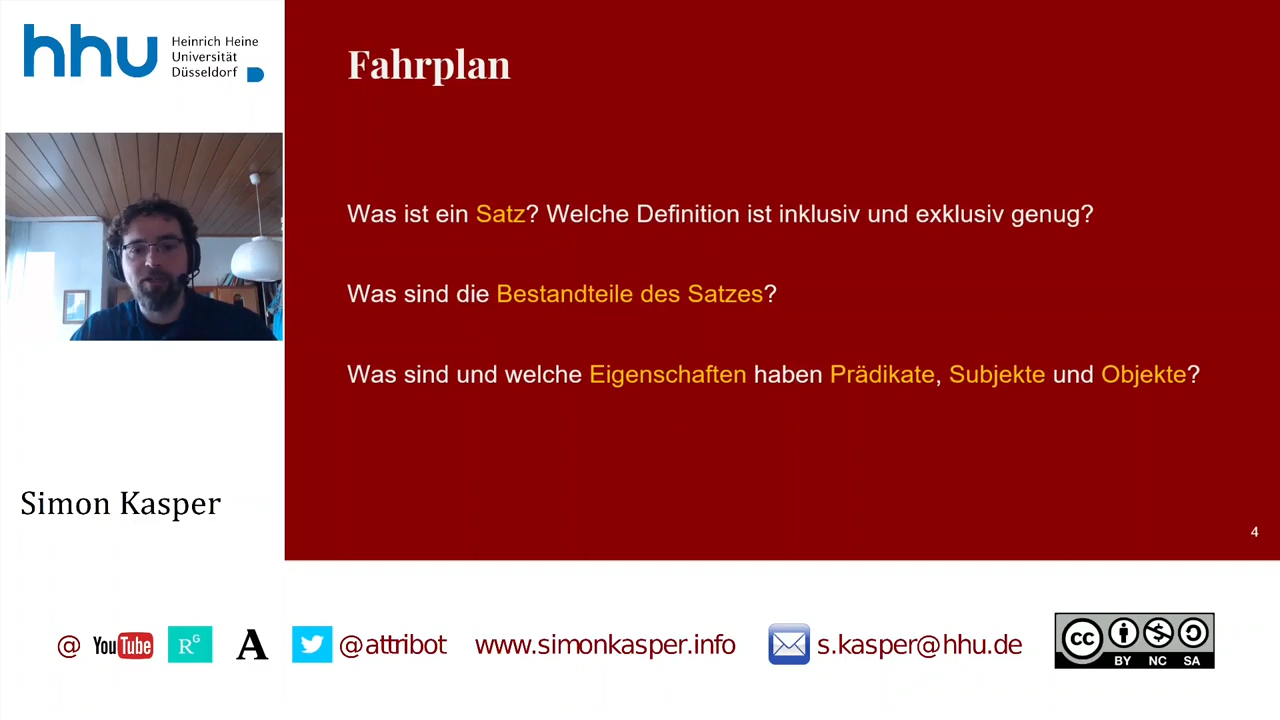 hhu
Heinrich Heine
Universität
Düsseldorf
Fahrplan
Was ist ein Satz? Welche Definition ist inklusiv und exklusiv genug?
Was sind die Bestandteile des Satzes?
Was sind und welche Eigenschaften haben Prädikate, Subjekte und Objekte?
Simon Kasper
4
@ YouTube RG A @attribot www.simonkasper.info s.kasper@hhu.de
cc BY NC SA